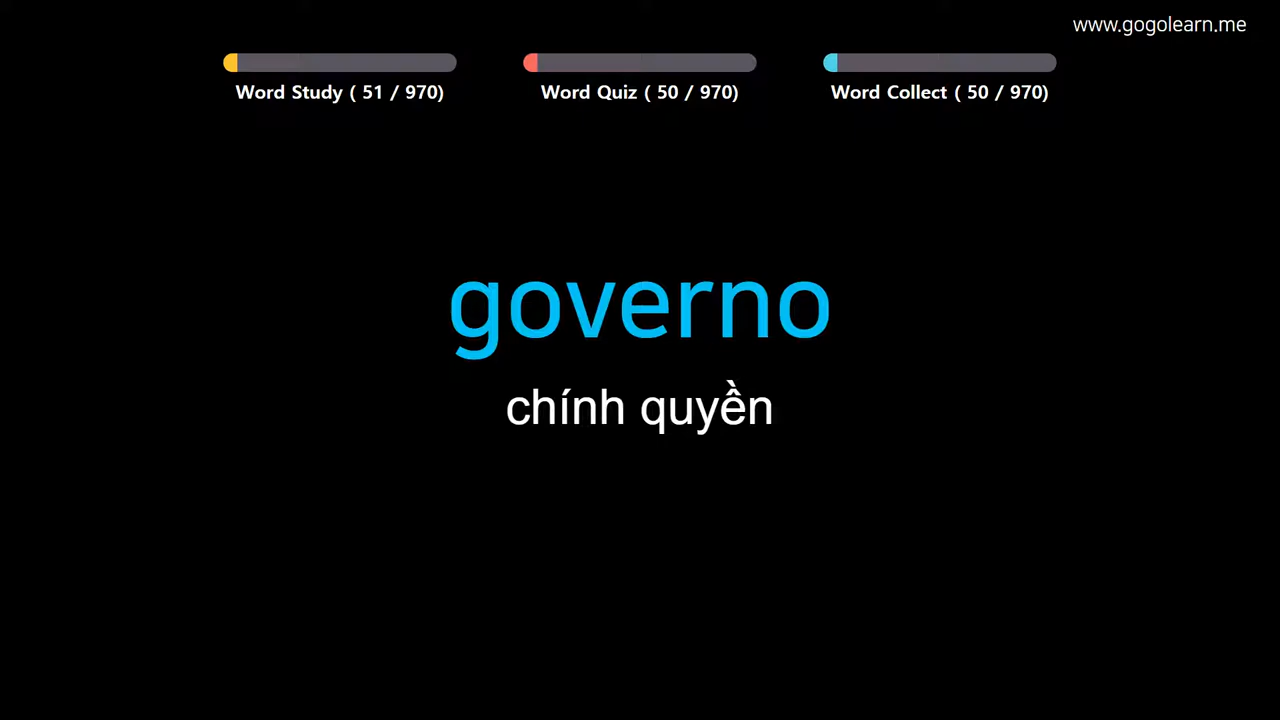 www.gogolearn.me
Word Study ( 51 / 970)
Word Quiz ( 50 / 970)
Word Collect ( 50 / 970)
governo
chính quyền